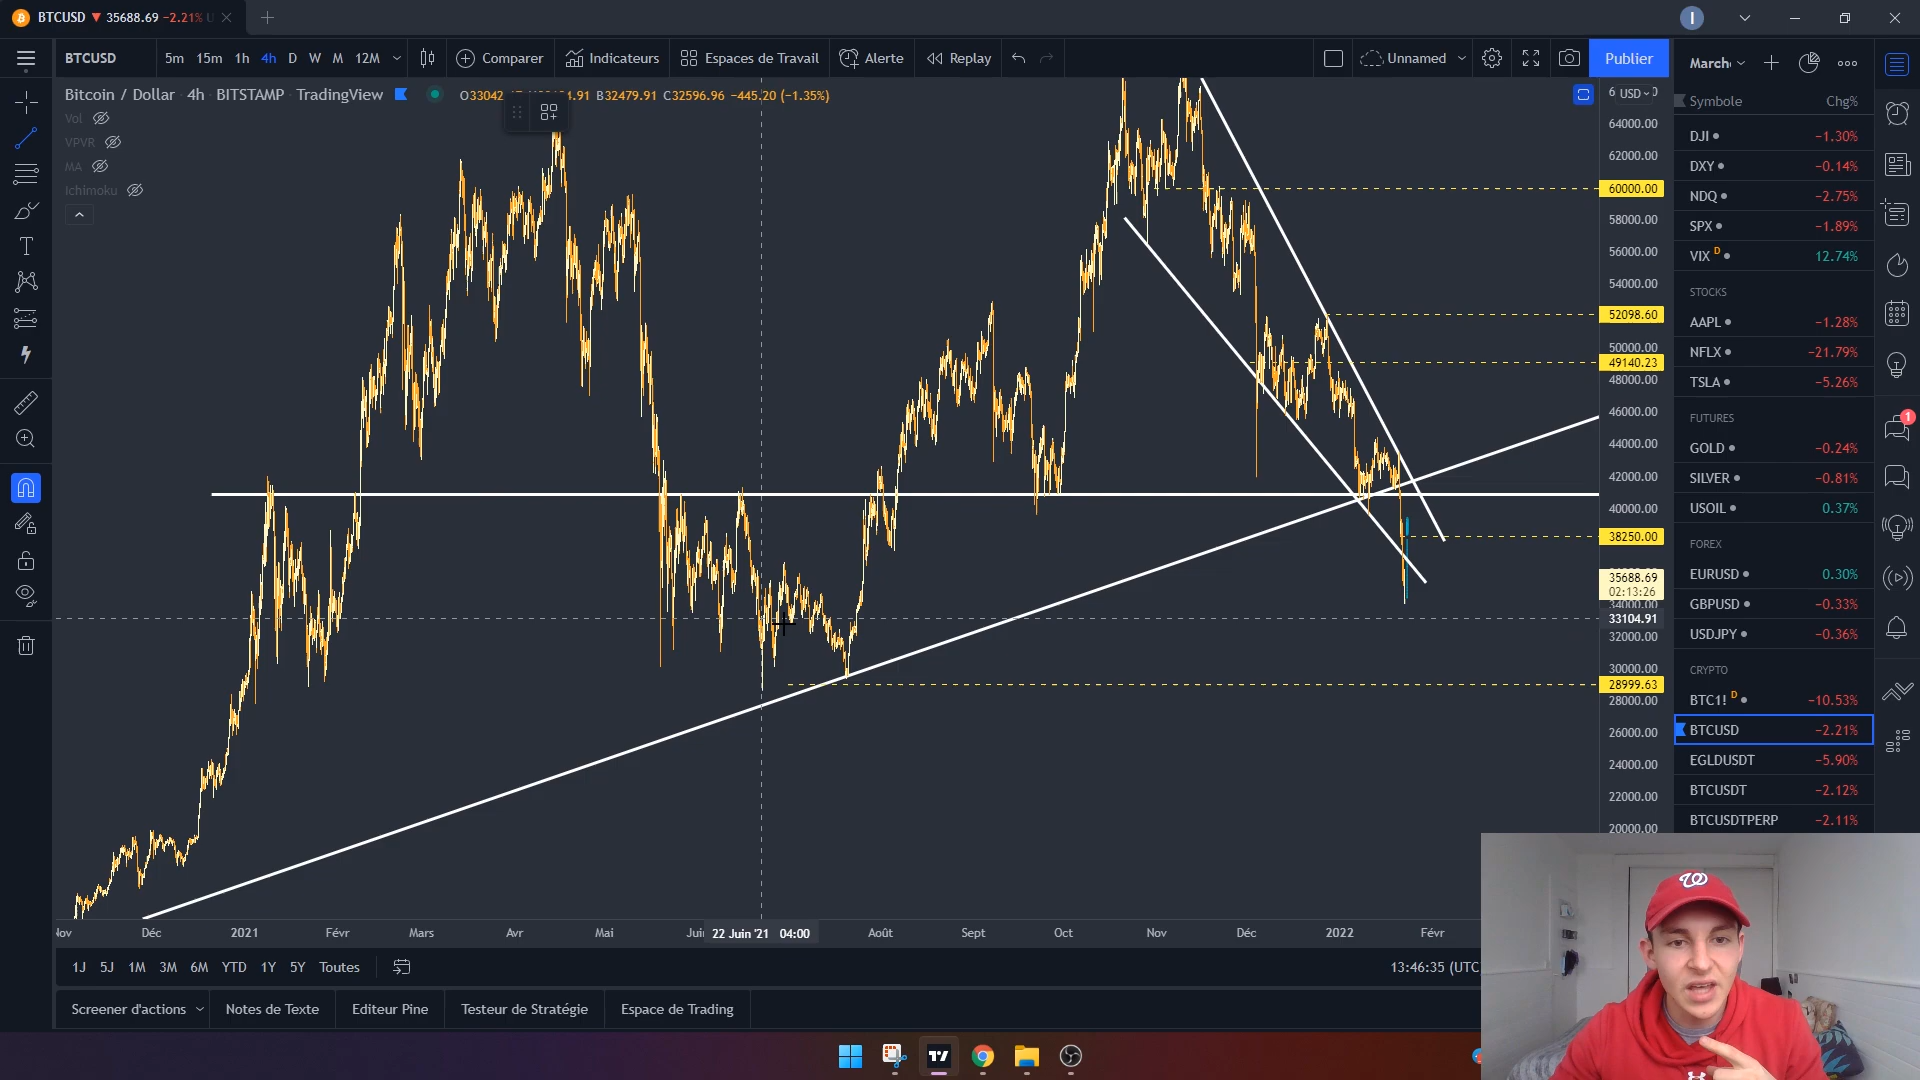 BTCUSD ▼ 35688.69 −2.21% U
I
BTCUSD 5m 15m 1h 4h D W M 12M Comparer Indicateurs Espaces de Travail Alerte Replay Unnamed Publier
Bitcoin / Dollar 4h BITSTAMP TradingView B32479.91 C32596.96 −445.20 (−1.35%)
Vol
VPVR
MA
Ichimoku
USD
64000.00
62000.00
60000.00
58000.00
56000.00
54000.00
52098.60
50000.00
49140.23
48000.00
46000.00
44000.00
42000.00
40000.00
38250.00
35688.69
02:13:26
34000.00
33104.91
32000.00
30000.00
28999.63
28000.00
26000.00
24000.00
22000.00
20000.00
Nov Déc 2021 Févr Mars Avr Mai Jui 22 Juin '21 04:00 Août Sept Oct Nov Déc 2022 Févr
1J 5J 1M 3M 6M YTD 1Y 5Y Toutes
13:46:35 (UTC
Screener d'actions Notes de Texte Editeur Pine Testeur de Stratégie Espace de Trading
March
Symbole Chg%
DJI −1.30%
DXY −0.14%
NDQ −2.75%
SPX −1.89%
VIX D 12.74%
STOCKS
AAPL −1.28%
NFLX −21.79%
TSLA −5.26%
FUTURES
GOLD −0.24%
SILVER −0.81%
USOIL 0.37%
FOREX
EURUSD 0.30%
GBPUSD −0.33%
USDJPY −0.36%
CRYPTO
BTC1! D −10.53%
BTCUSD −2.21%
EGLDUSDT −5.90%
BTCUSDT −2.12%
BTCUSDTPERP −2.11%
1
W